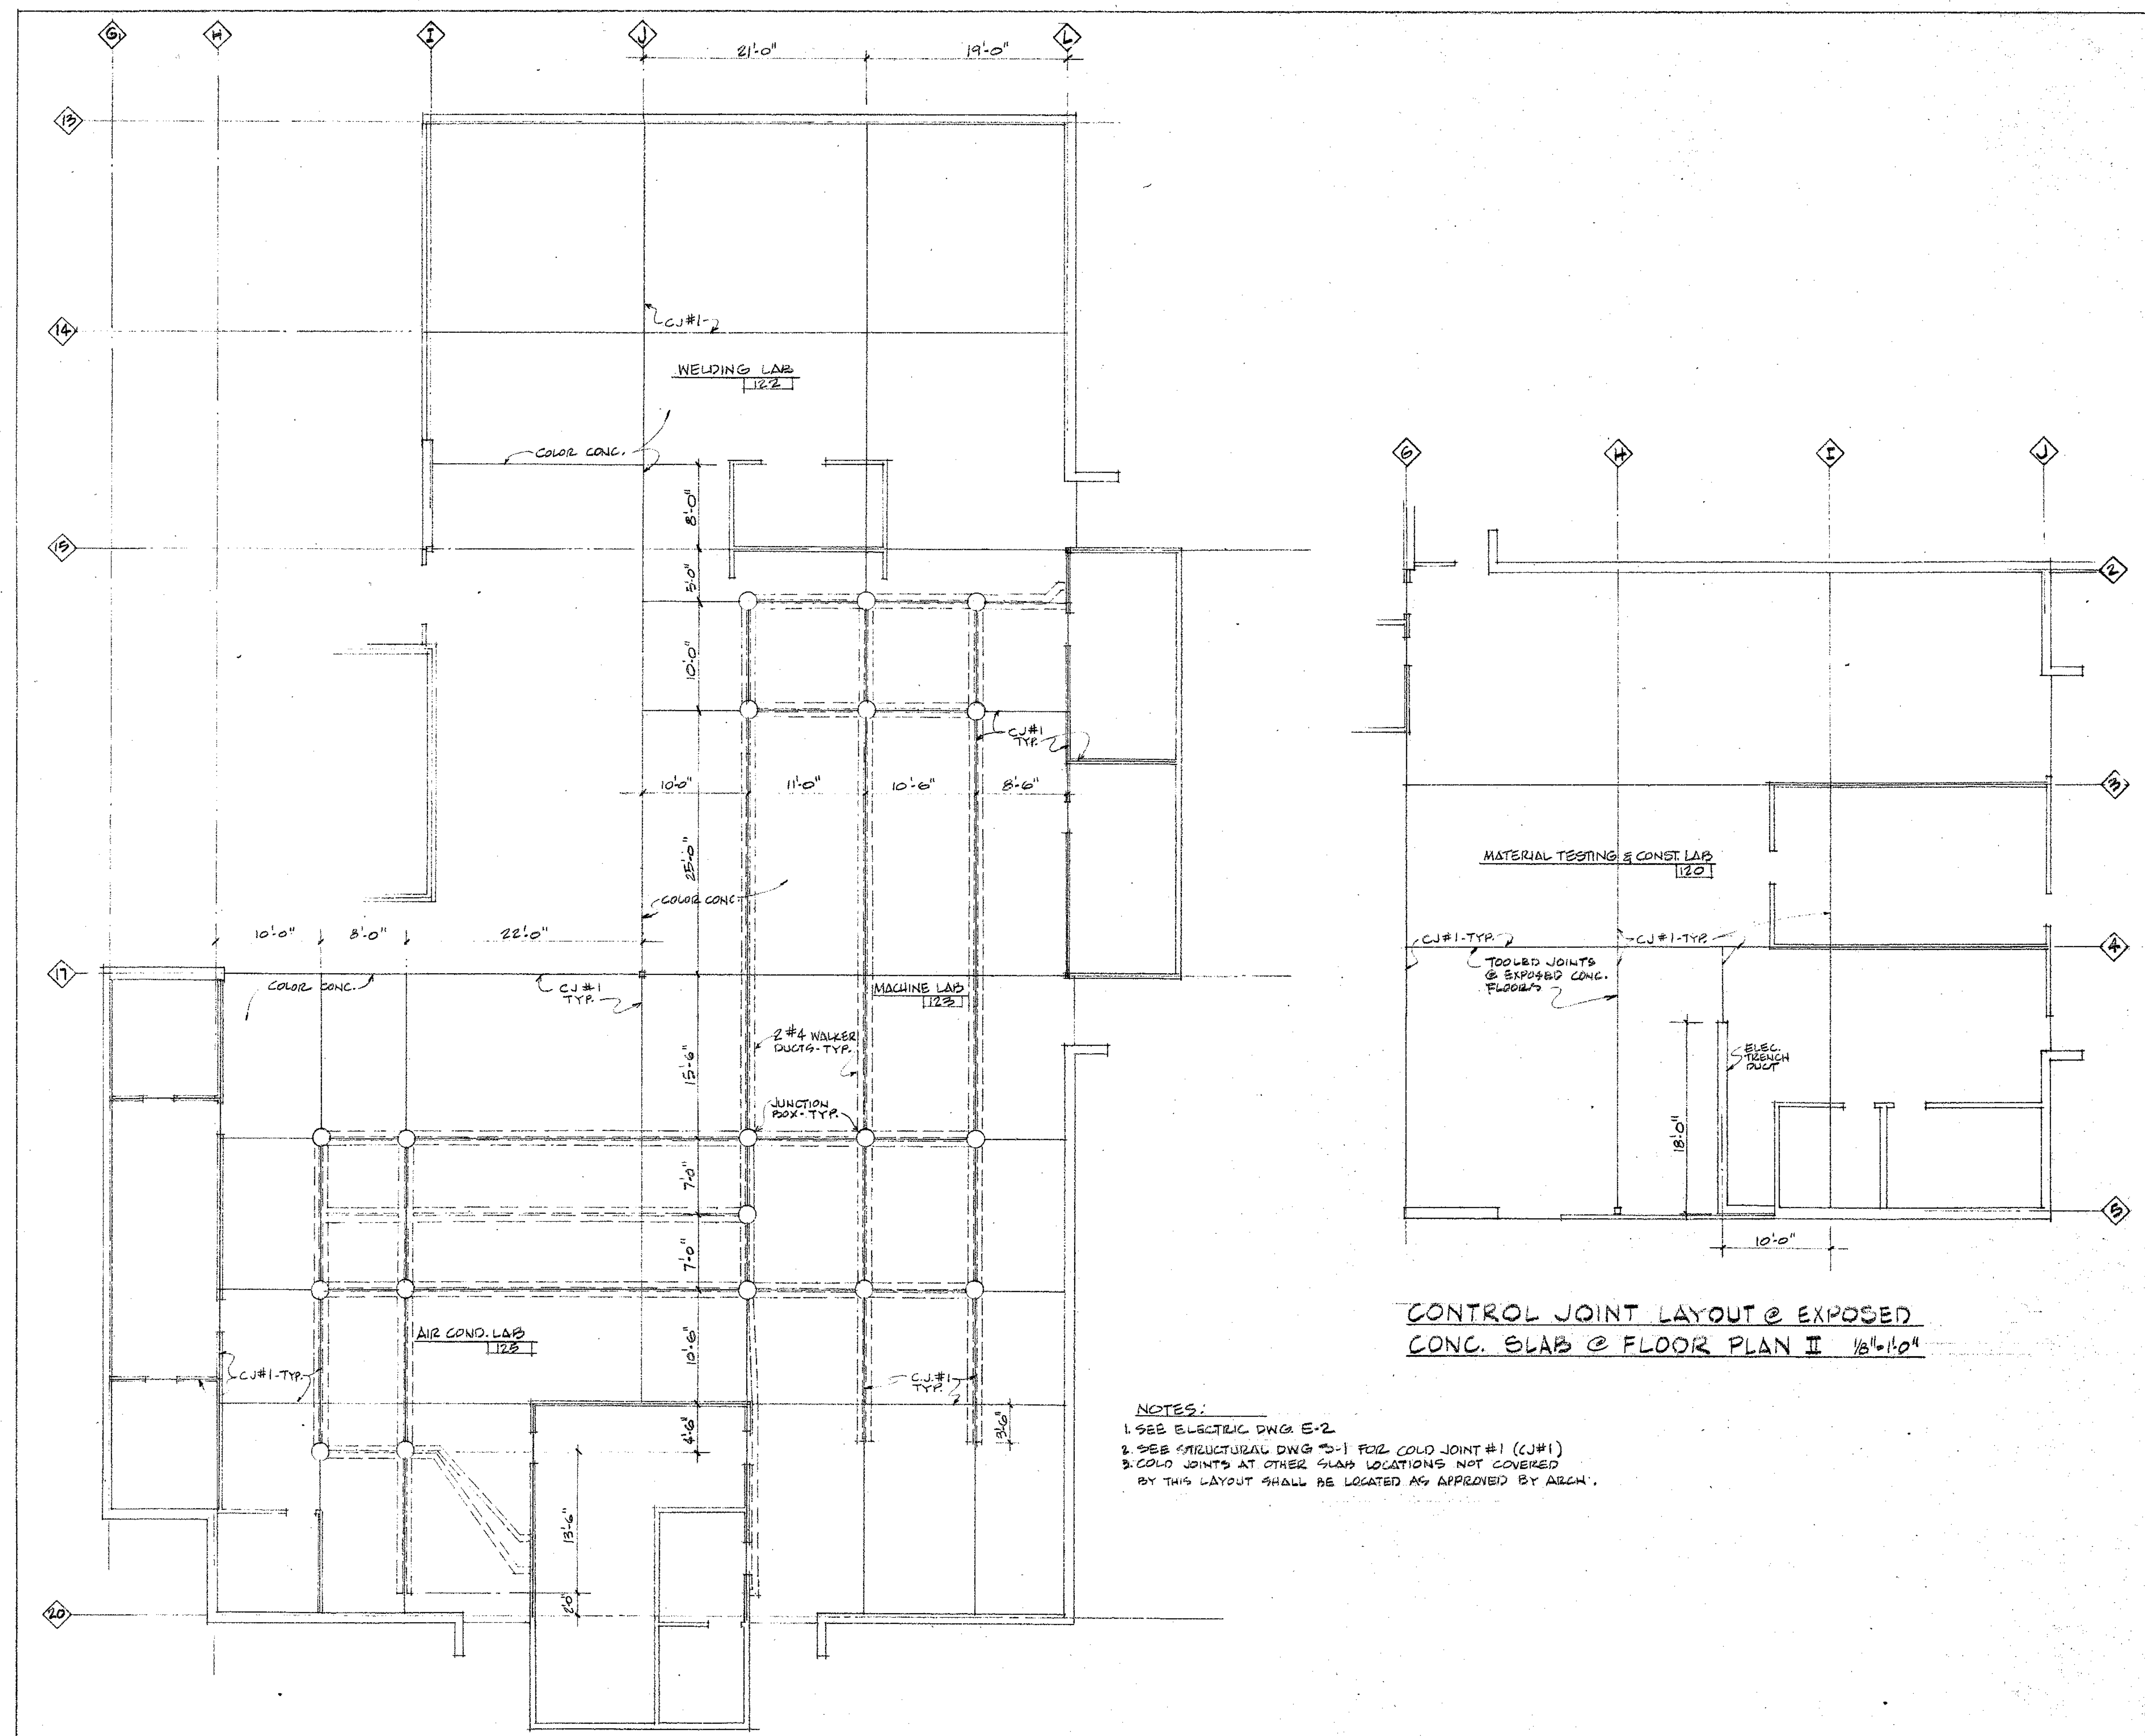 G1
H
I
J
L
21'-0"
19'-0"
13
14
CJ#1
WELDING LAB
122
COLOR CONC.
8'-0"
15
5'-0"
10'-0"
CJ#1
TYP.
10'-0"
11'-0"
10'-6"
8'-6"
25'-0"
COLOR CONC.
10'-0"
8'-0"
22'-0"
17
COLOR CONC.
CJ#1
TYP.
MACHINE LAB
123
2 #4 WALKER
DUCTS-TYP.
15'-6"
JUNCTION
BOX-TYP.
7'-0"
7'-0"
AIR COND. LAB
125
10'-6"
CJ#1-TYP.
C.J.#1
TYP.
4'-6"
3'-6"
13'-6"
2'-0"
20
G
H
I
J
2
3
MATERIAL TESTING & CONST. LAB
120
CJ#1-TYP.
CJ#1-TYP.
4
TOOLED JOINTS
@ EXPOSED CONC.
FLOORS
ELEC.
TRENCH
DUCT
18'-0"
5
10'-0"
CONTROL JOINT LAYOUT @ EXPOSED
CONC. SLAB @ FLOOR PLAN II 1/8"=1'-0"
NOTES:
1. SEE ELECTRIC DWG. E-2
2. SEE STRUCTURAL DWG S-1 FOR COLD JOINT #1 (CJ#1)
3. COLD JOINTS AT OTHER SLAB LOCATIONS NOT COVERED
BY THIS LAYOUT SHALL BE LOCATED AS APPROVED BY ARCH.